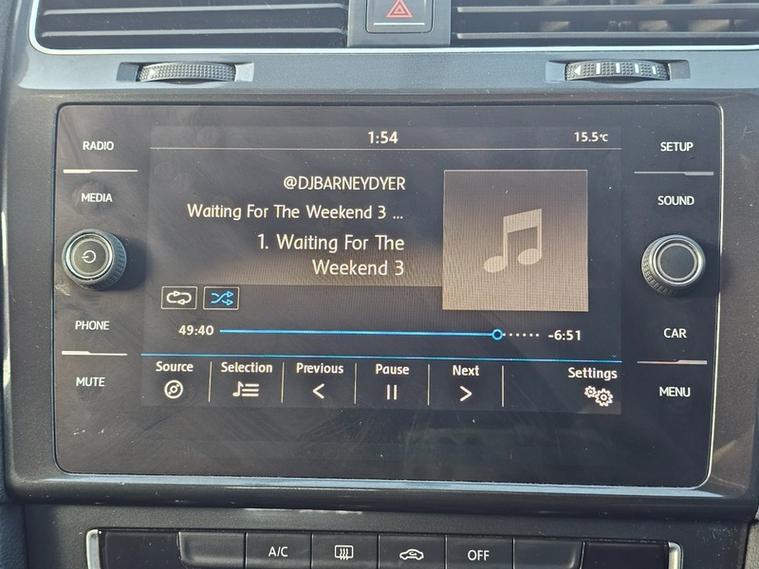 1:54
15.5°C
RADIO
SETUP
MEDIA
SOUND
@DJBARNEYDYER
Waiting For The Weekend 3 ...
1. Waiting For The
Weekend 3
PHONE
CAR
49:40
-6:51
MUTE
MENU
Source
Selection
Previous
Pause
Next
Settings
A/C
OFF